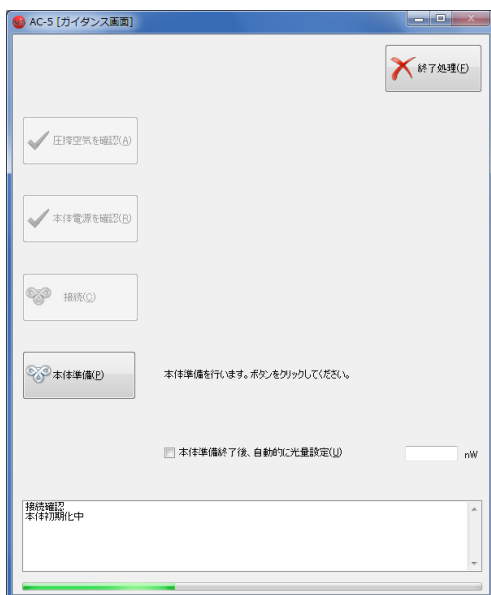 AC-5 [ガイダンス画面]
終了処理(F)
圧搾空気を確認(A)
本体電源を確認(B)
接続(C)
本体準備(P)
本体準備を行います。ボタンをクリックしてください。
本体準備終了後、自動的に光量設定(U)
nW
接続確認
本体初期化中